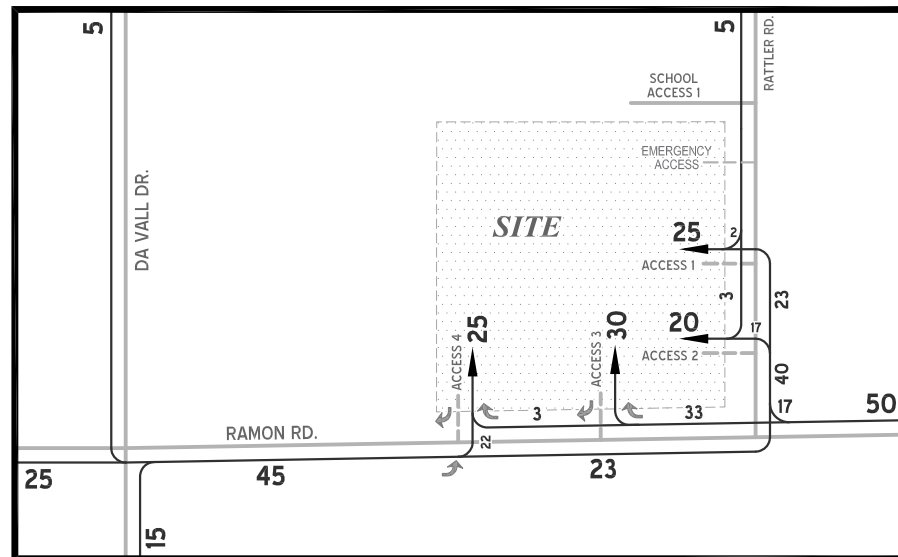 5
5
RATTLER RD.
SCHOOL
ACCESS 1
EMERGENCY
ACCESS
DA VALL DR.
SITE
25
2
ACCESS 1
3
23
25
30
20
17
ACCESS 4
ACCESS 3
ACCESS 2
40
3
33
17
50
RAMON RD.
22
25
45
23
15